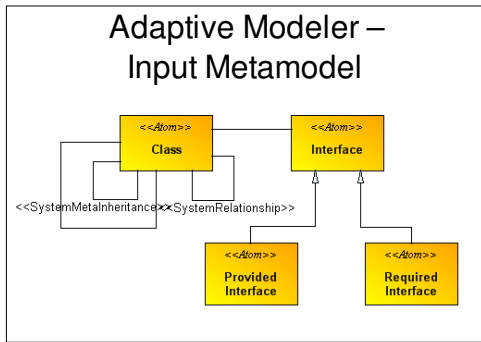 Adaptive Modeler –
Input Metamodel
<<Atom>>
Class
<<Atom>>
Interface
<<SystemMetaInheritance>>
<<SystemRelationship>>
<<Atom>>
Provided
Interface
<<Atom>>
Required
Interface